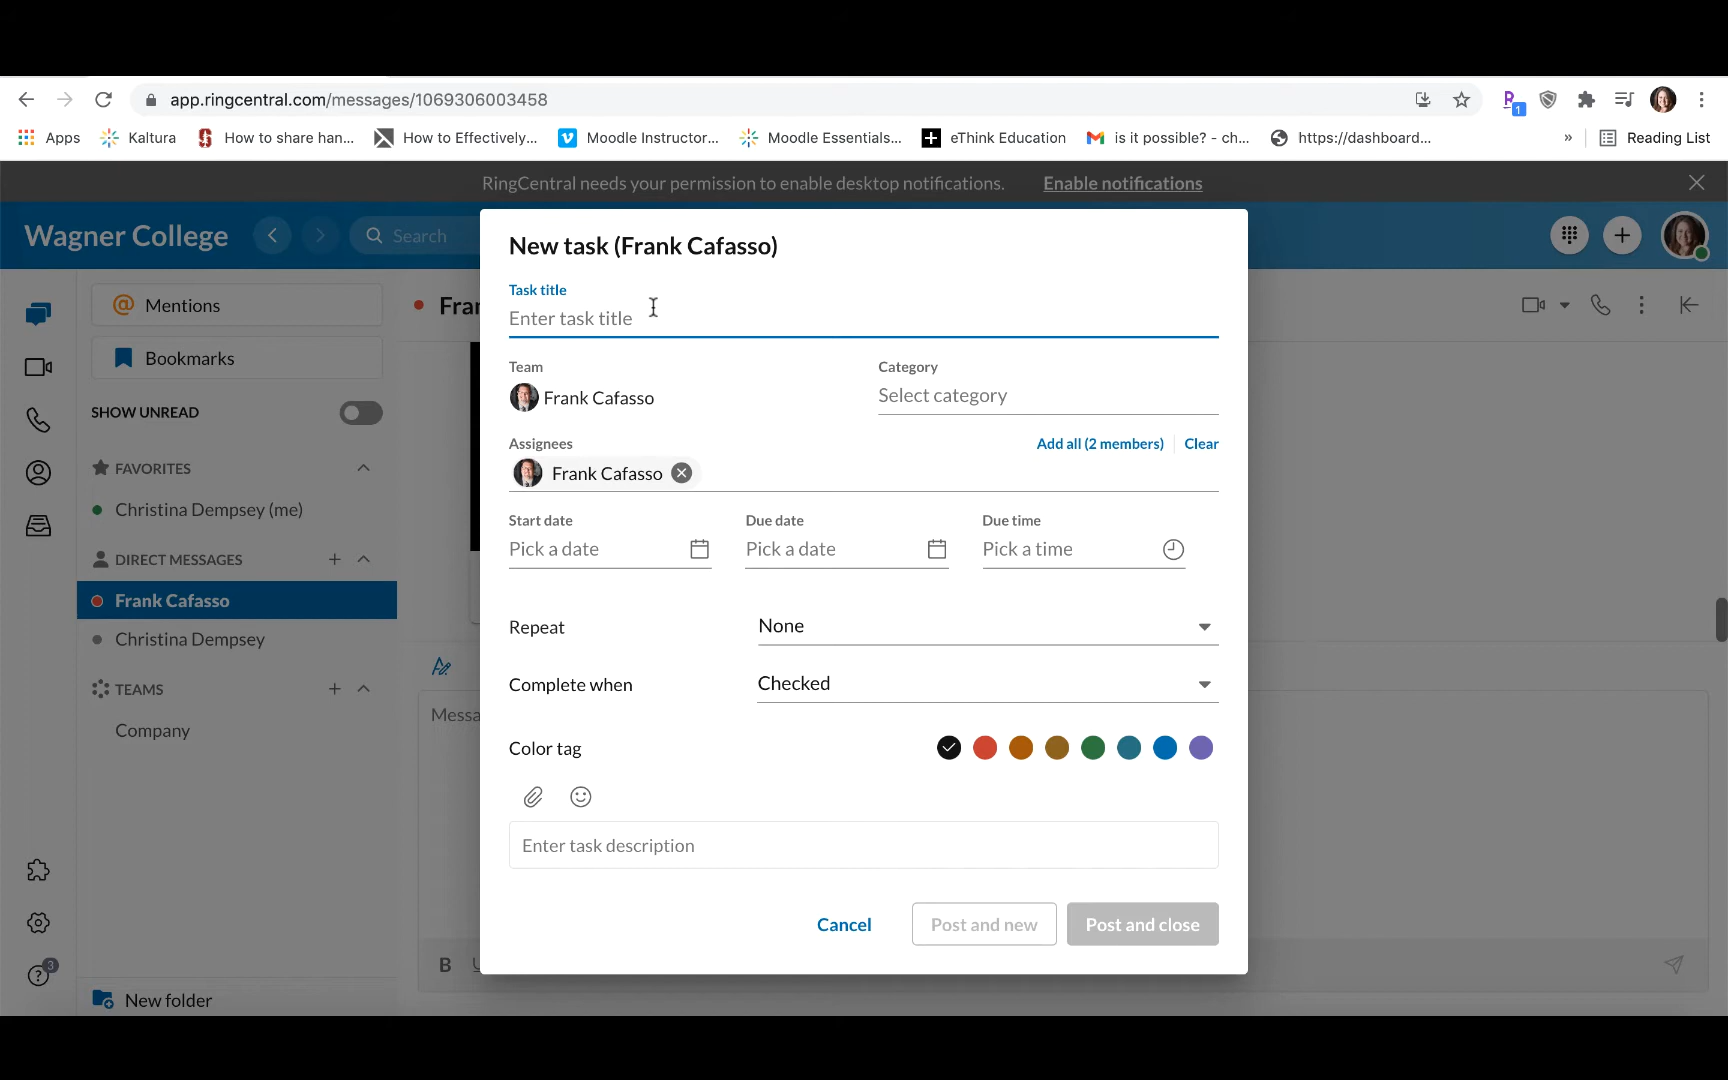 app.ringcentral.com/messages/1069306003458
1
Apps Kaltura How to share han... How to Effectively... Moodle Instructor... Moodle Essentials... eThink Education is it possible? - ch... https://dashboard... » Reading List
RingCentral needs your permission to enable desktop notifications. Enable notifications
Wagner College Search
New task (Frank Cafasso)
Task title
Enter task title
Mentions
Fran
Bookmarks
Team Category
Frank Cafasso Select category
SHOW UNREAD
Assignees Add all (2 members) Clear
FAVORITES
Frank Cafasso
Christina Dempsey (me)
Start date Due date Due time
Pick a date Pick a date Pick a time
DIRECT MESSAGES
Frank Cafasso
Repeat None
Christina Dempsey
Complete when Checked
TEAMS
Messa
Company
Color tag
Enter task description
Cancel Post and new Post and close
B U
3
New folder